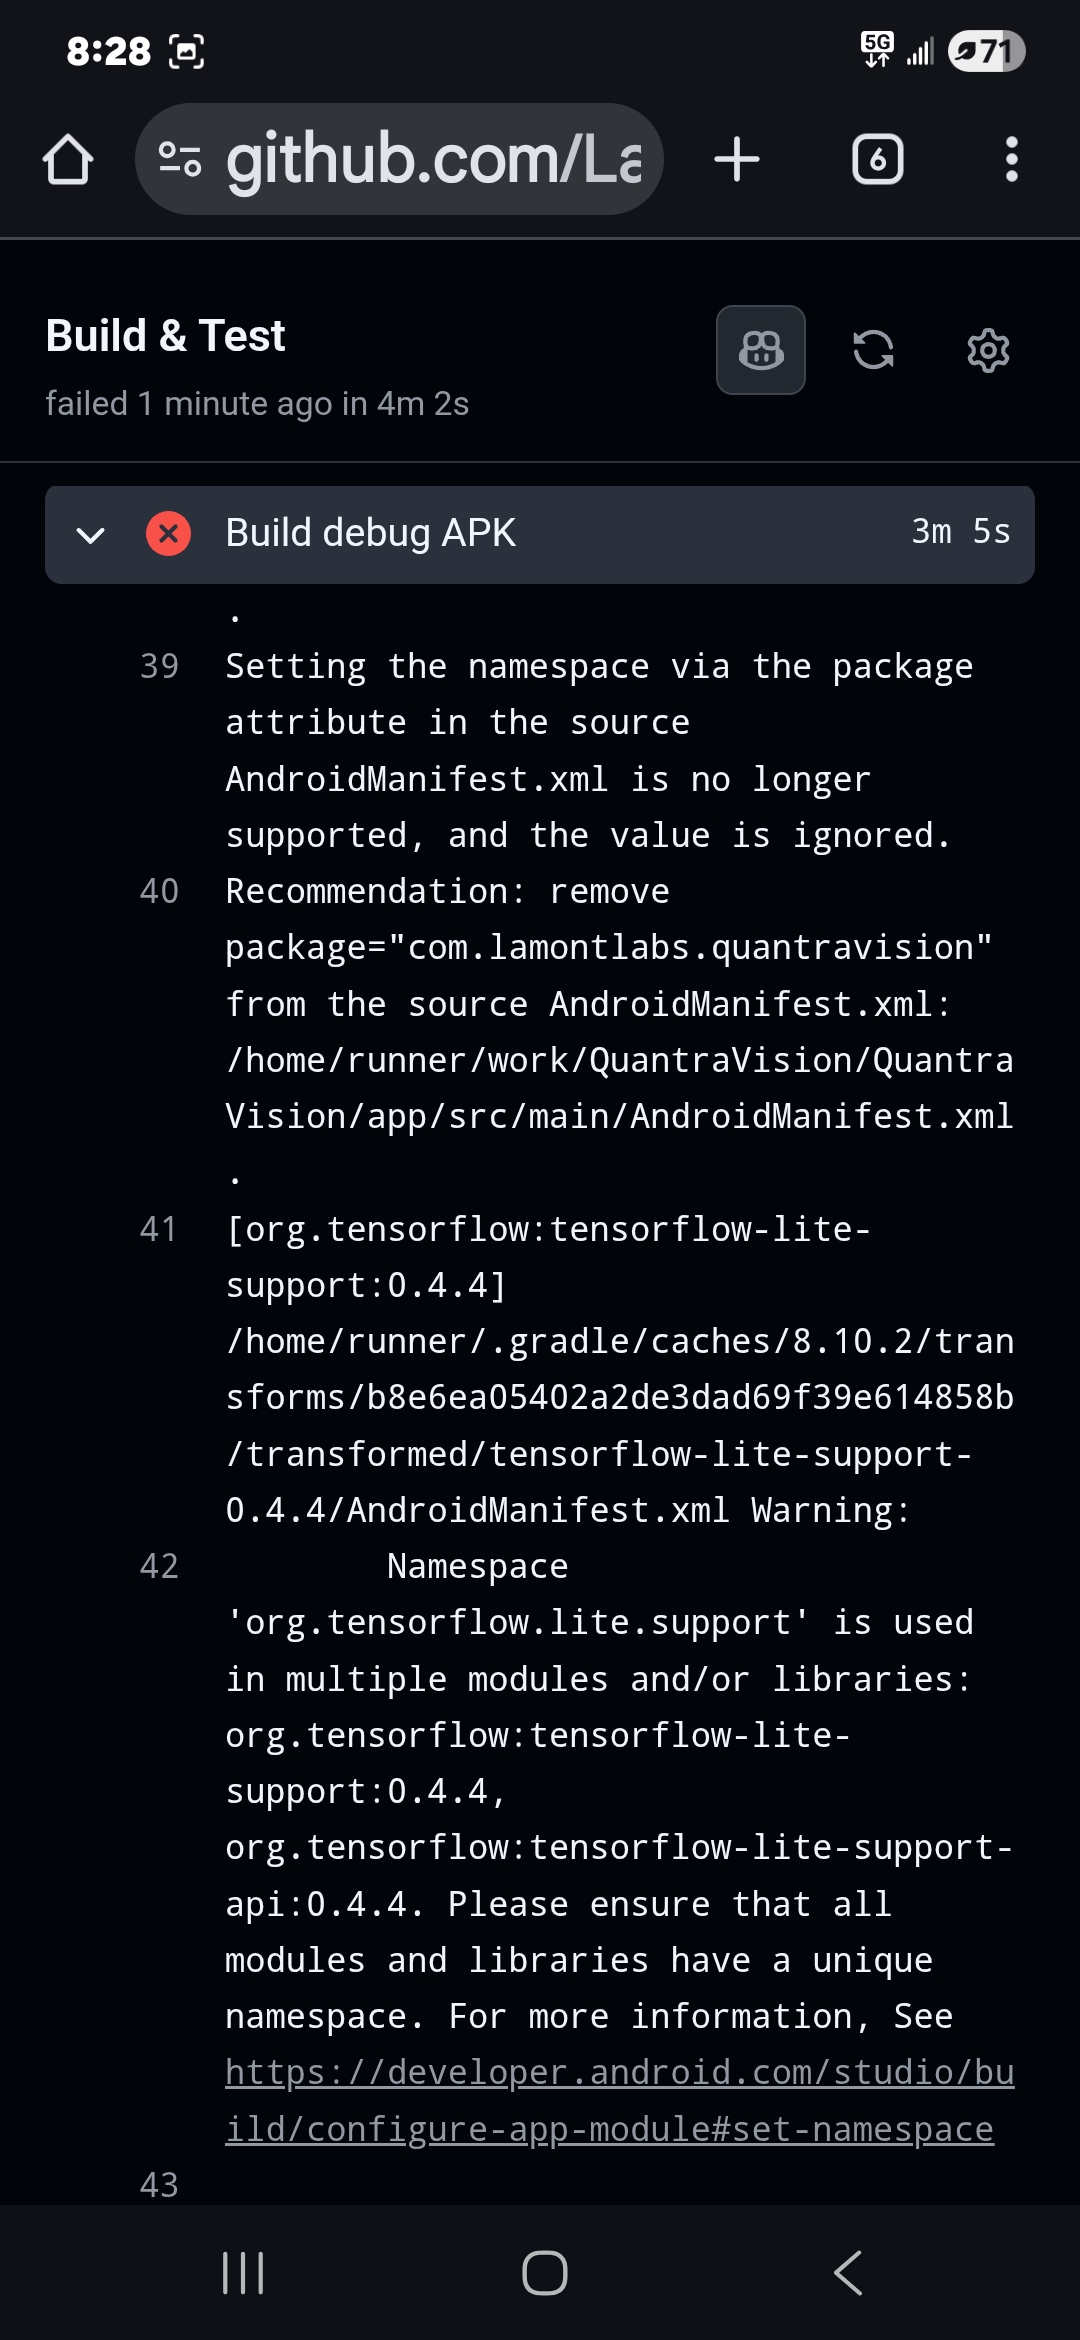 8:28
5G
71
github.com/La
6
Build & Test
failed 1 minute ago in 4m 2s
Build debug APK 3m 5s
.
39 Setting the namespace via the package
attribute in the source
AndroidManifest.xml is no longer
supported, and the value is ignored.
40 Recommendation: remove
package="com.lamontlabs.quantravision"
from the source AndroidManifest.xml:
/home/runner/work/QuantraVision/Quantra
Vision/app/src/main/AndroidManifest.xml
.
41 [org.tensorflow:tensorflow-lite-
support:0.4.4]
/home/runner/.gradle/caches/8.10.2/tran
sforms/b8e6ea05402a2de3dad69f39e614858b
/transformed/tensorflow-lite-support-
0.4.4/AndroidManifest.xml Warning:
42 Namespace
'org.tensorflow.lite.support' is used
in multiple modules and/or libraries:
org.tensorflow:tensorflow-lite-
support:0.4.4,
org.tensorflow:tensorflow-lite-support-
api:0.4.4. Please ensure that all
modules and libraries have a unique
namespace. For more information, See
https://developer.android.com/studio/bu
ild/configure-app-module#set-namespace
43